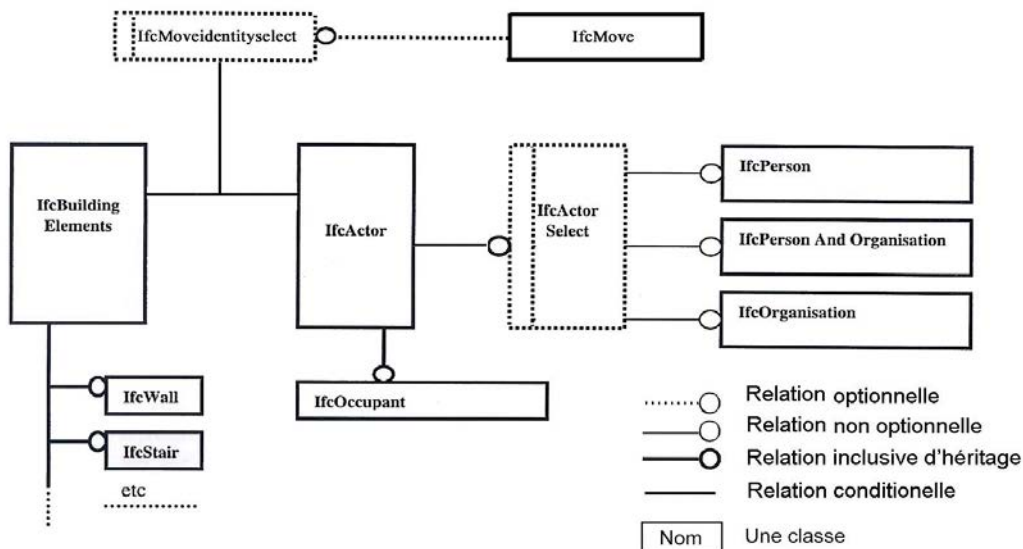 IfcMoveidentityselect
IfcMove
IfcBuilding
Elements
IfcActor
IfcActor
Select
IfcPerson
IfcPerson And Organisation
IfcOrganisation
IfcWall
IfcStair
etc
IfcOccupant
Relation optionnelle
Relation non optionnelle
Relation inclusive d'héritage
Relation conditionelle
Nom
Une classe